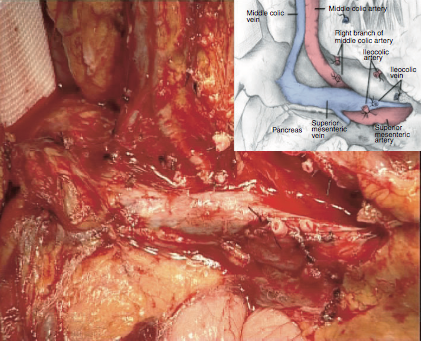 Middle colic
vein
Middle colic artery
Right branch of
middle colic artery
Ileocolic
artery
Ileocolic
vein
Pancreas
Superior
mesenteric
vein
Superior
mesenteric
artery